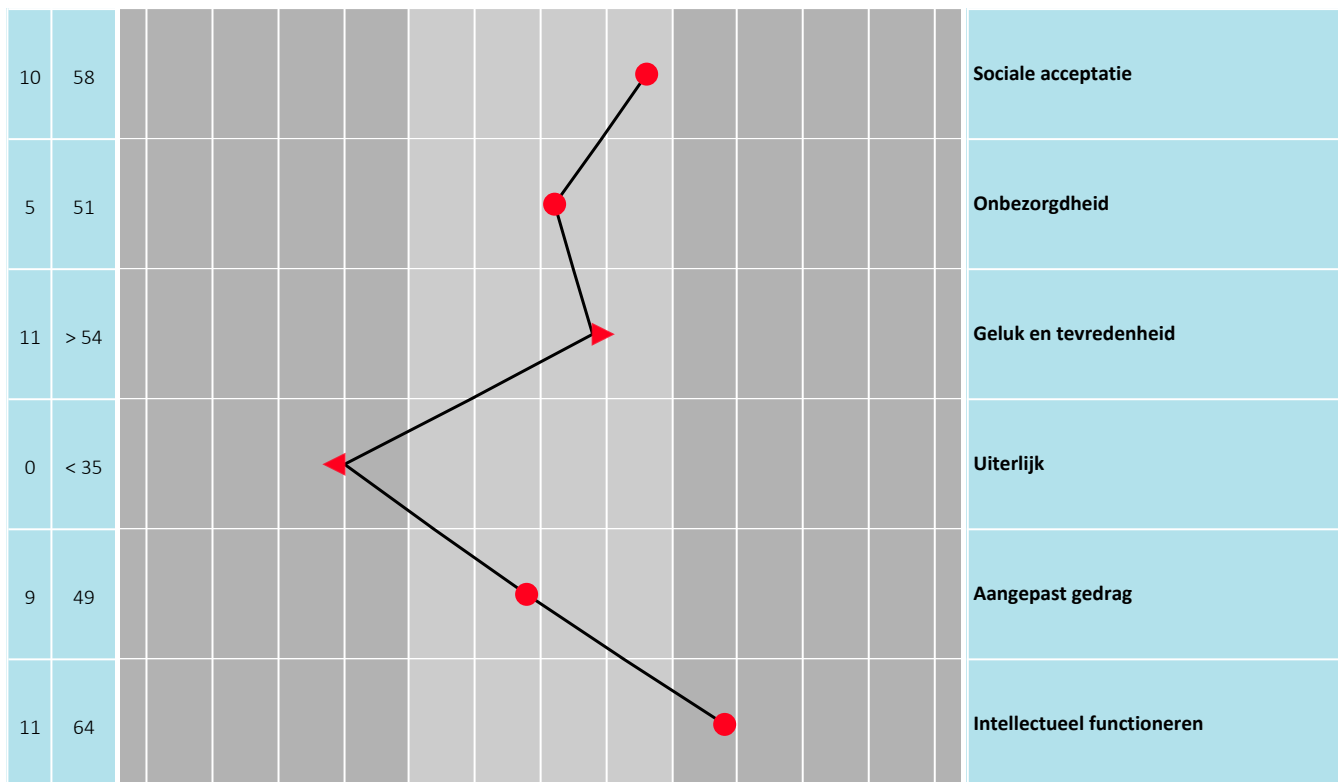 10 58 Sociale acceptatie
5 51 Onbezorgdheid
11 > 54 Geluk en tevredenheid
0 < 35 Uiterlijk
9 49 Aangepast gedrag
11 64 Intellectueel functioneren